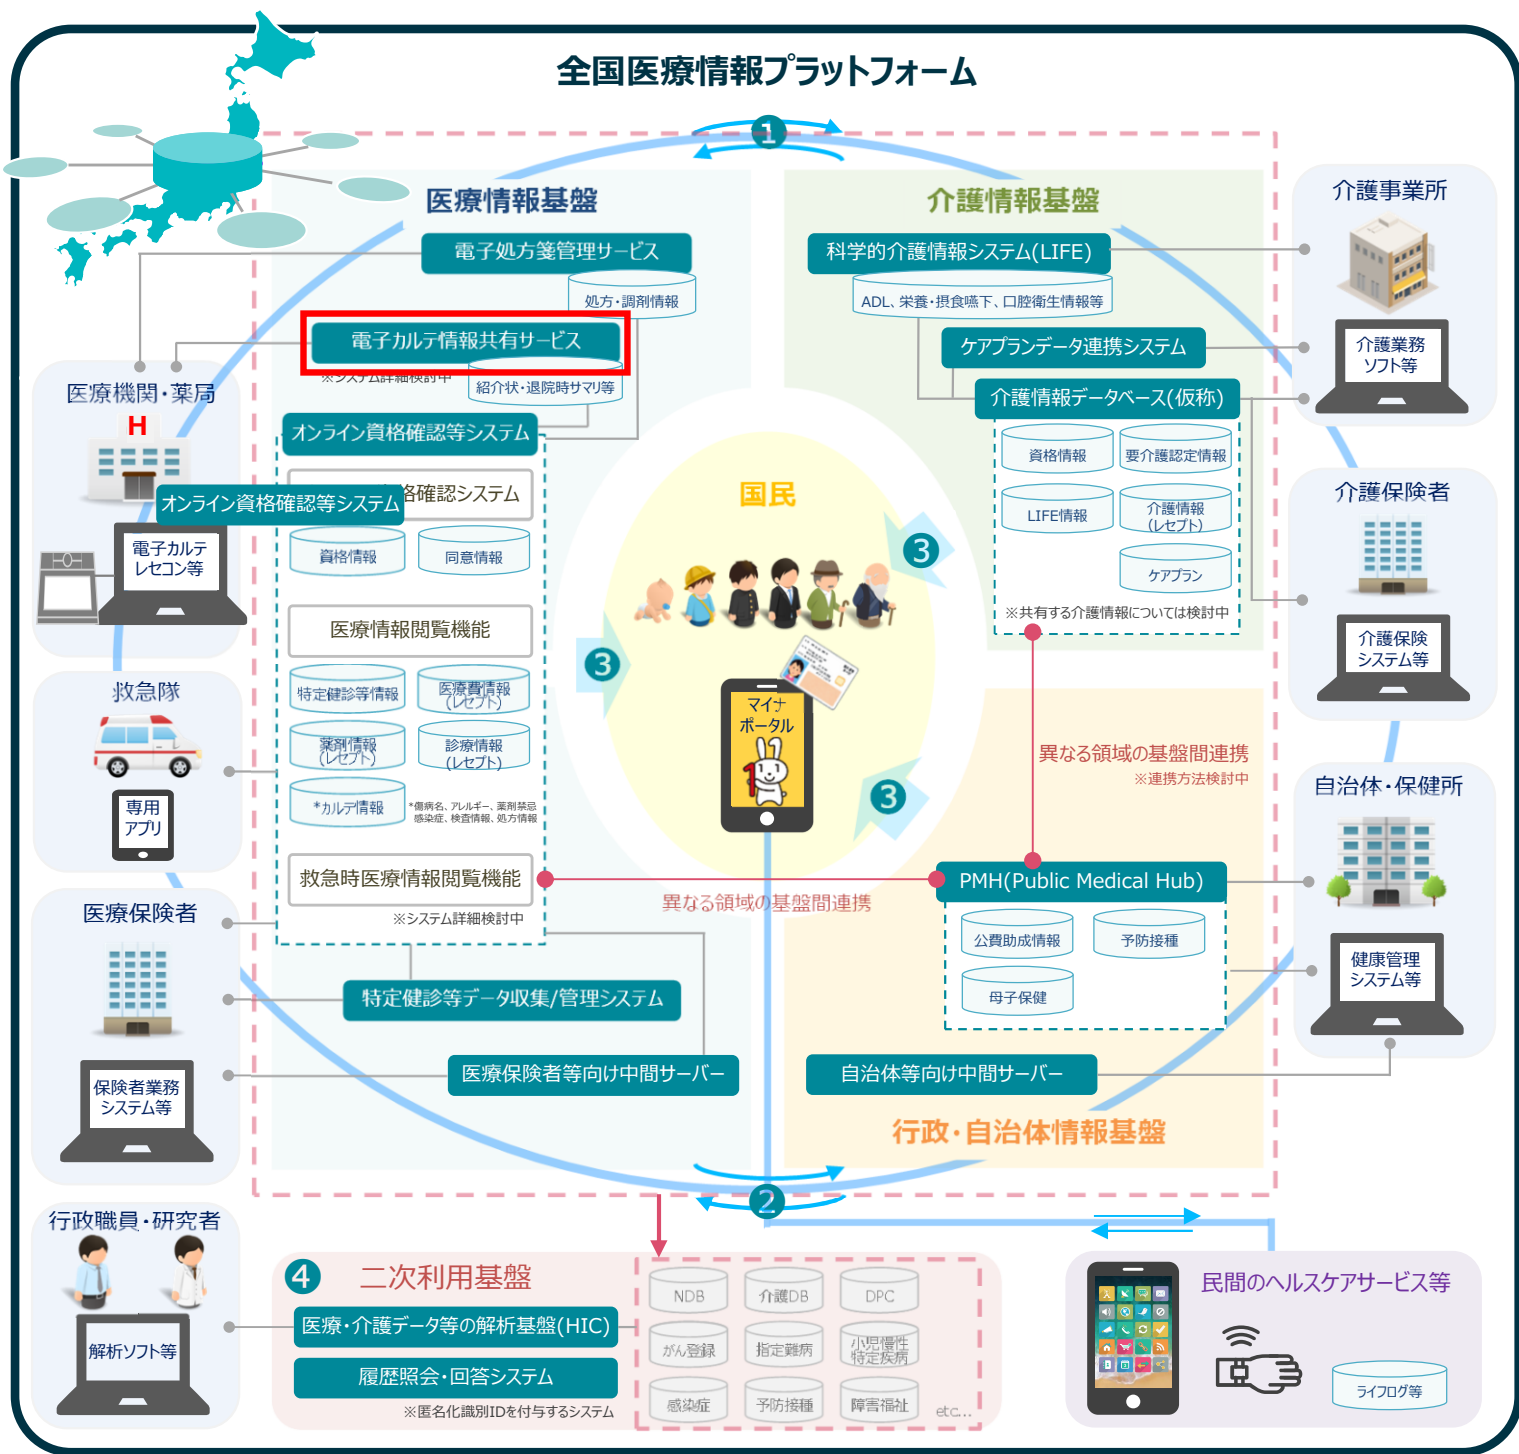 全国医療情報プラットフォーム
❶
医療情報基盤
電子処方箋管理サービス
処方・調剤情報
電子カルテ情報共有サービス
※システム詳細検討中
紹介状・退院時サマリ等
オンライン資格確認等システム
格確認システム
オンライン資格確認等システム
資格情報
同意情報
医療情報閲覧機能
特定健診等情報
医療費情報
(レセプト)
薬剤情報
(レセプト)
診療情報
(レセプト)
*カルテ情報
*傷病名、アレルギー、薬剤禁忌
感染症、検査情報、処方情報
救急時医療情報閲覧機能
※システム詳細検討中
特定健診等データ収集/管理システム
医療保険者等向け中間サーバー
介護情報基盤
科学的介護情報システム(LIFE)
ADL、栄養・摂食嚥下、口腔衛生情報等
ケアプランデータ連携システム
介護情報データベース(仮称)
資格情報
要介護認定情報
LIFE情報
介護情報
(レセプト)
ケアプラン
※共有する介護情報については検討中
国民
❸
❸
❸
マイナ
ポータル
1
異なる領域の基盤間連携
※連携方法検討中
異なる領域の基盤間連携
PMH(Public Medical Hub)
公費助成情報
予防接種
母子保健
自治体等向け中間サーバー
行政・自治体情報基盤
❷
医療機関・薬局
H
電子カルテ
レセコン等
救急隊
専用
アプリ
医療保険者
保険者業務
システム等
行政職員・研究者
解析ソフト等
介護事業所
介護業務
ソフト等
介護保険者
介護保険
システム等
自治体・保健所
健康管理
システム等
❹
二次利用基盤
医療・介護データ等の解析基盤(HIC)
履歴照会・回答システム
※匿名化識別IDを付与するシステム
NDB
介護DB
DPC
がん登録
指定難病
小児慢性
特定疾病
感染症
予防接種
障害福祉
etc...
民間のヘルスケアサービス等
ライフログ等